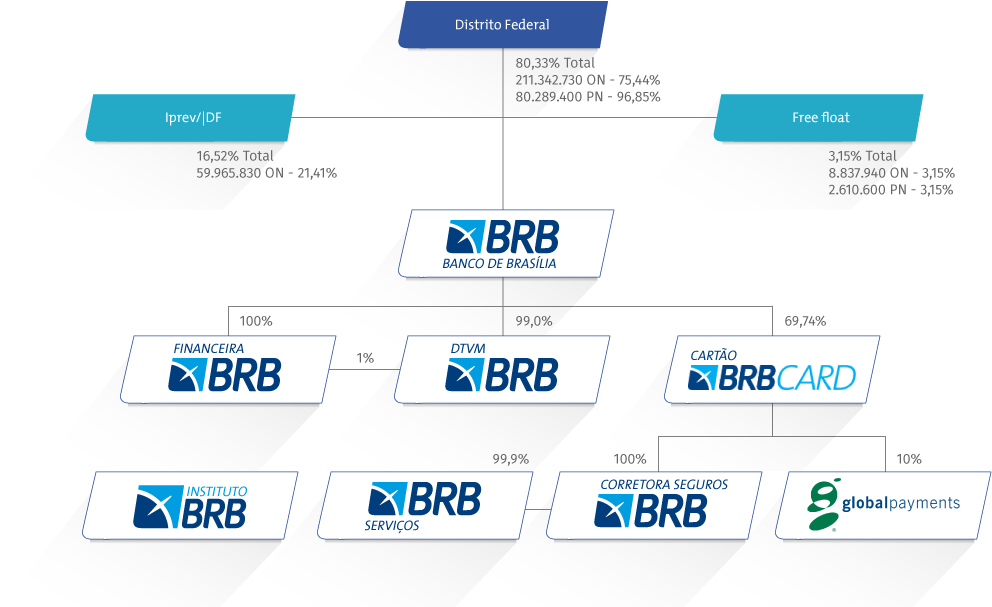 Distrito Federal
80,33% Total
211.342.730 ON - 75,44%
80.289.400 PN - 96,85%
Iprev/|DF
16,52% Total
59.965.830 ON - 21,41%
Free float
3,15% Total
8.837.940 ON - 3,15%
2.610.600 PN - 3,15%
BRB
BANCO DE BRASÍLIA
100%
99,0%
69,74%
FINANCEIRA
BRB
1%
DTVM
BRB
CARTÃO
BRBCARD
99,9%
100%
10%
INSTITUTO
BRB
BRB
SERVIÇOS
CORRETORA SEGUROS
BRB
globalpayments